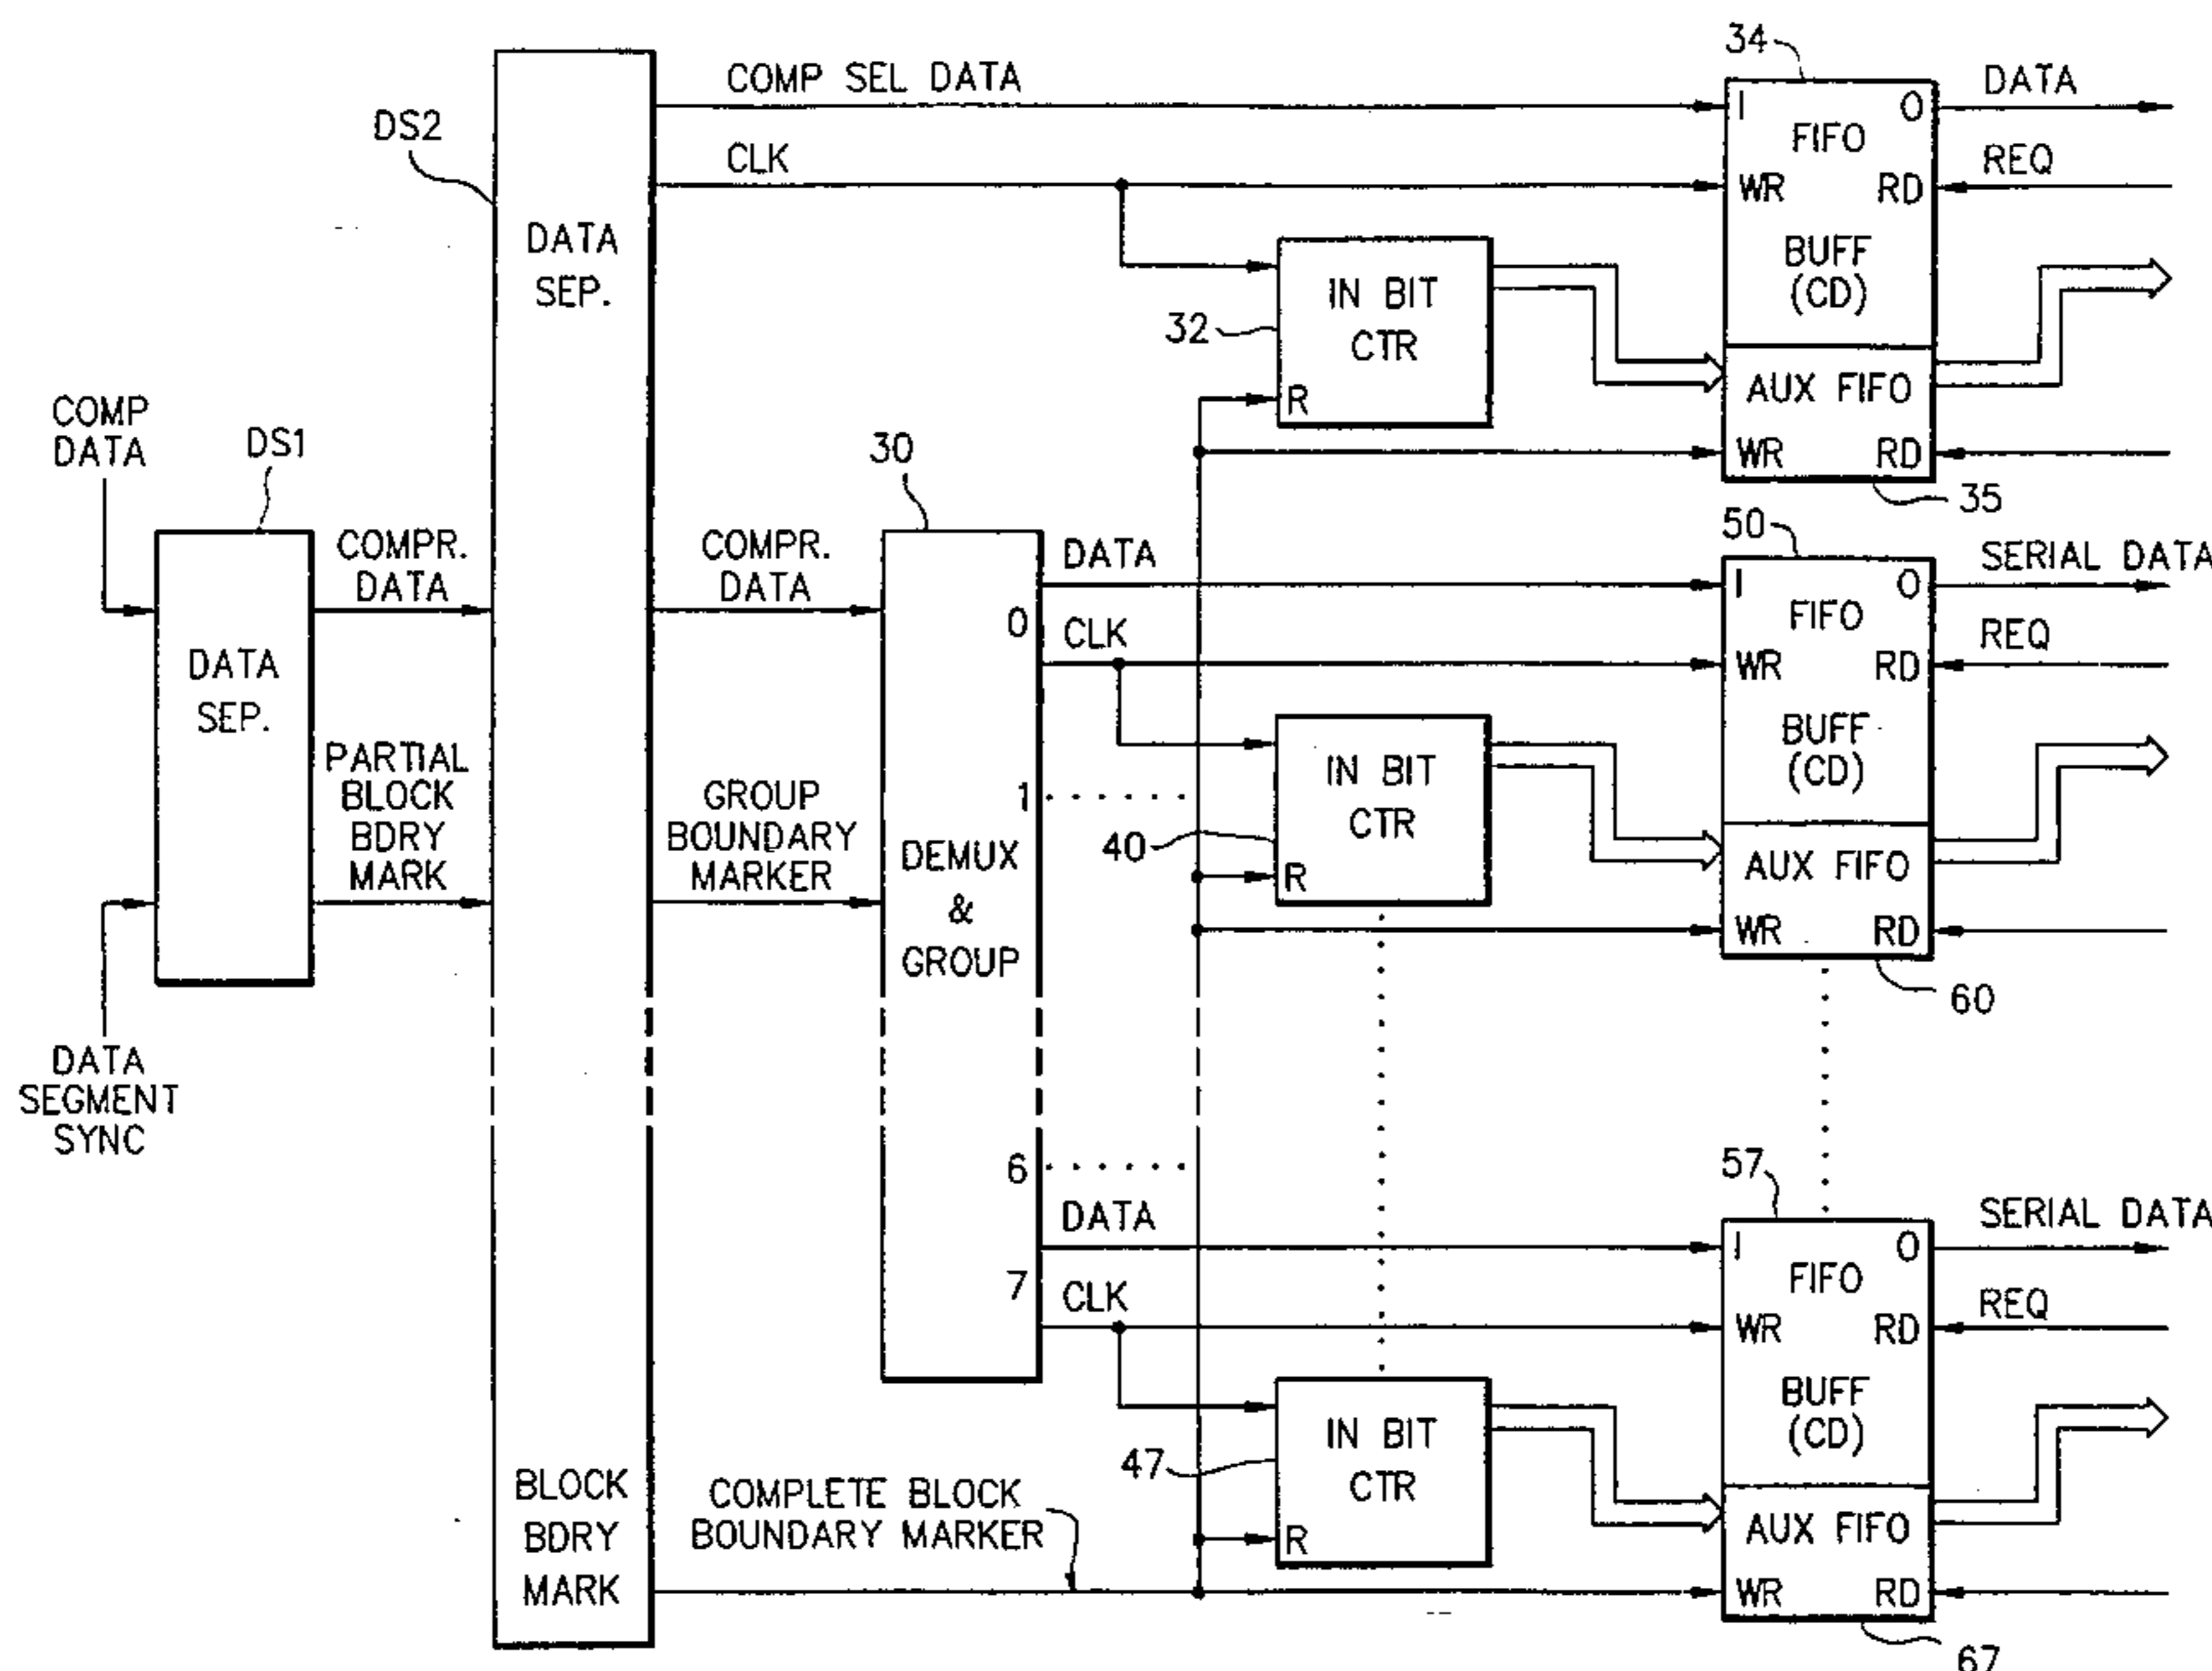 34
COMP SEL DATA
DATA
I
O
DS2
FIFO
CLK
REQ
WR
RD
DATA
SEP.
BUFF
(CD)
IN BIT
CTR
32
AUX FIFO
R
WR
RD
35
COMP
DATA
DS1
30
50
COMPR.
DATA
COMPR.
DATA
DATA
SERIAL DATA
I
O
0
FIFO
CLK
REQ
WR
RD
DATA
SEP.
BUFF
(CD)
IN BIT
CTR
PARTIAL
BLOCK
BDRY
MARK
GROUP
BOUNDARY
MARKER
1
DEMUX
&
GROUP
40
R
AUX FIFO
WR
RD
60
DATA
SEGMENT
SYNC
6
57
DATA
SERIAL DATA
I
O
7
FIFO
CLK
REQ
WR
RD
BUFF
(CD)
IN BIT
CTR
47
BLOCK
BDRY
MARK
COMPLETE BLOCK
BOUNDARY MARKER
R
AUX FIFO
WR
RD
67